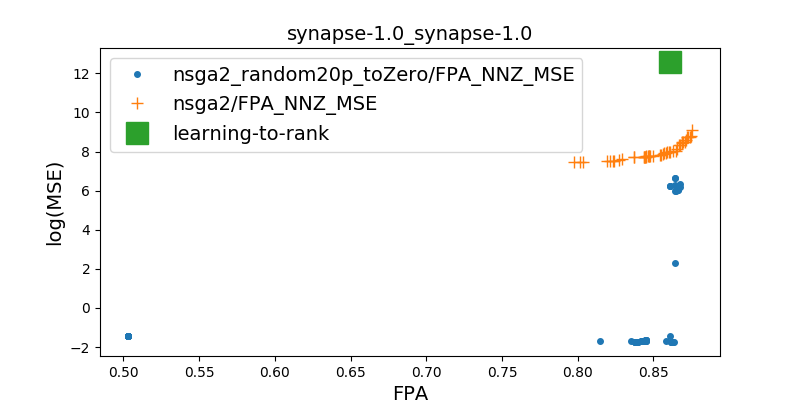 synapse-1.0_synapse-1.0
nsga2_random20p_toZero/FPA_NNZ_MSE
nsga2/FPA_NNZ_MSE
learning-to-rank
log(MSE)
12
10
8
6
4
2
0
−2
0.50 0.55 0.60 0.65 0.70 0.75 0.80 0.85
FPA